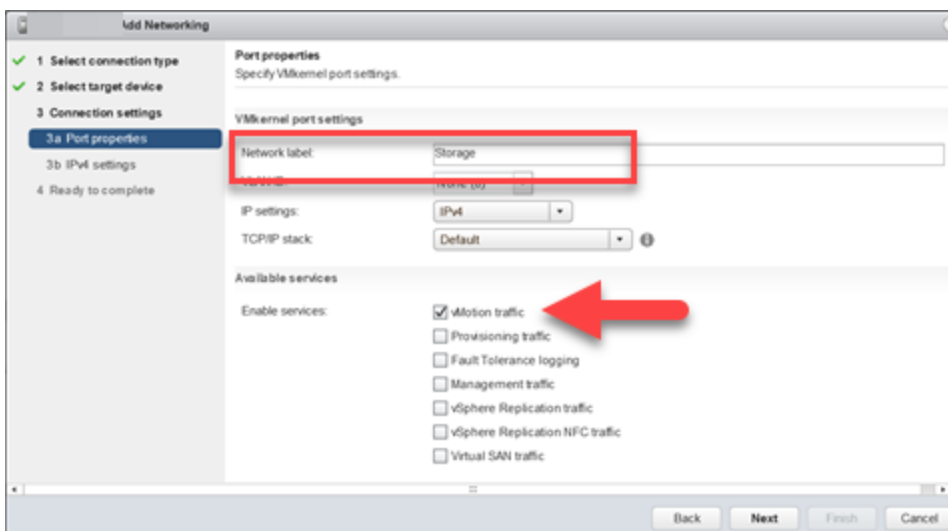 Add Networking
1 Select connection type
2 Select target device
3 Connection settings
3a Port properties
3b IPv4 settings
4 Ready to complete
Port properties
Specify VMkernel port settings.
VMkernel port settings
Network label: Storage
None (0)
IP settings: IPv4
TCP/IP stack: Default
Available services
Enable services: vMotion traffic
Provisioning traffic
Fault Tolerance logging
Management traffic
vSphere Replication traffic
vSphere Replication NFC traffic
Virtual SAN traffic
Back Next Finish Cancel